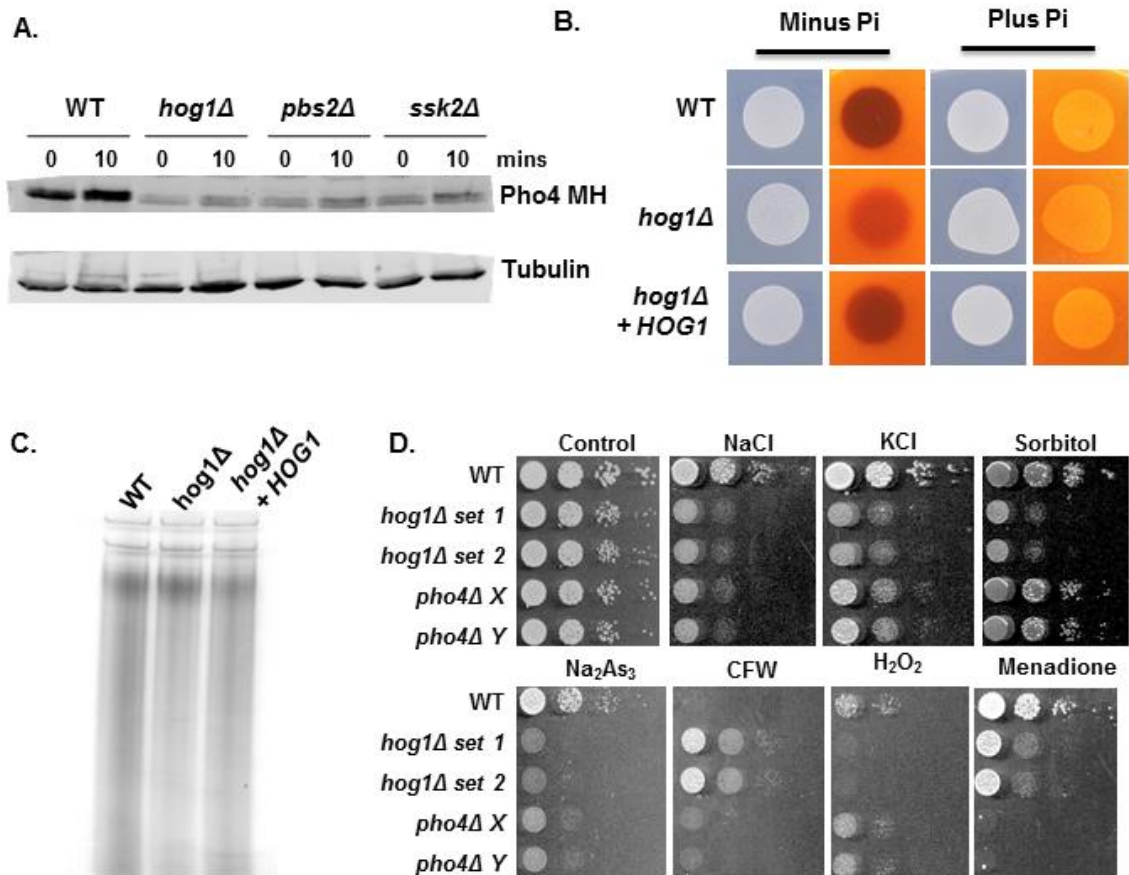 A.
WT hog1Δ pbs2Δ ssk2Δ
0 10 0 10 0 10 0 10 mins
Pho4 MH
Tubulin
B.
Minus Pi Plus Pi
WT
hog1Δ
hog1Δ
+ HOG1
C.
WT
hog1Δ
hog1Δ
+ HOG1
D.
Control NaCl KCl Sorbitol
WT
hog1Δ set 1
hog1Δ set 2
pho4Δ X
pho4Δ Y
Na₂As₃ CFW H₂O₂ Menadione
WT
hog1Δ set 1
hog1Δ set 2
pho4Δ X
pho4Δ Y